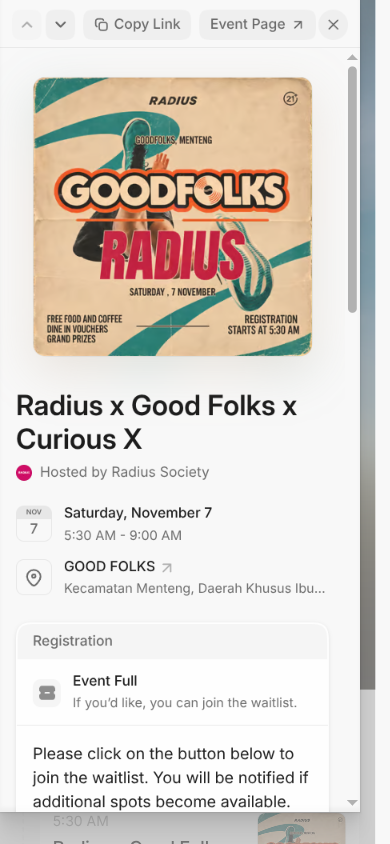 Copy Link
Event Page
RADIUS
21
GOODFOLKS, MENTENG
GOODFOLKS
RADIUS
SATURDAY , 7 NOVEMBER
FREE FOOD AND COFFEE
DINE IN VOUCHERS
GRAND PRIZES
REGISTRATION
STARTS AT 5:30 AM
Radius x Good Folks x
Curious X
Hosted by Radius Society
NOV
7
Saturday, November 7
5:30 AM - 9:00 AM
GOOD FOLKS
Kecamatan Menteng, Daerah Khusus Ibu...
Registration
Event Full
If you’d like, you can join the waitlist.
Please click on the button below to
join the waitlist. You will be notified if
additional spots become available.
5:30 AM